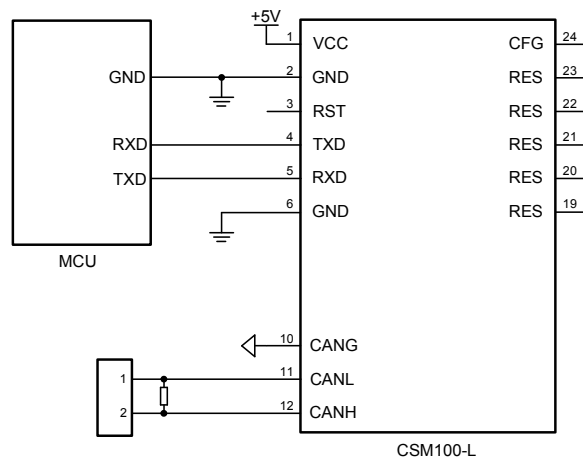 +5V
1 VCC CFG 24
GND 2 GND RES 23
3 RST RES 22
RXD 4 TXD RES 21
TXD 5 RXD RES 20
6 GND RES 19
MCU
10 CANG
1 11 CANL
2 12 CANH
CSM100-L